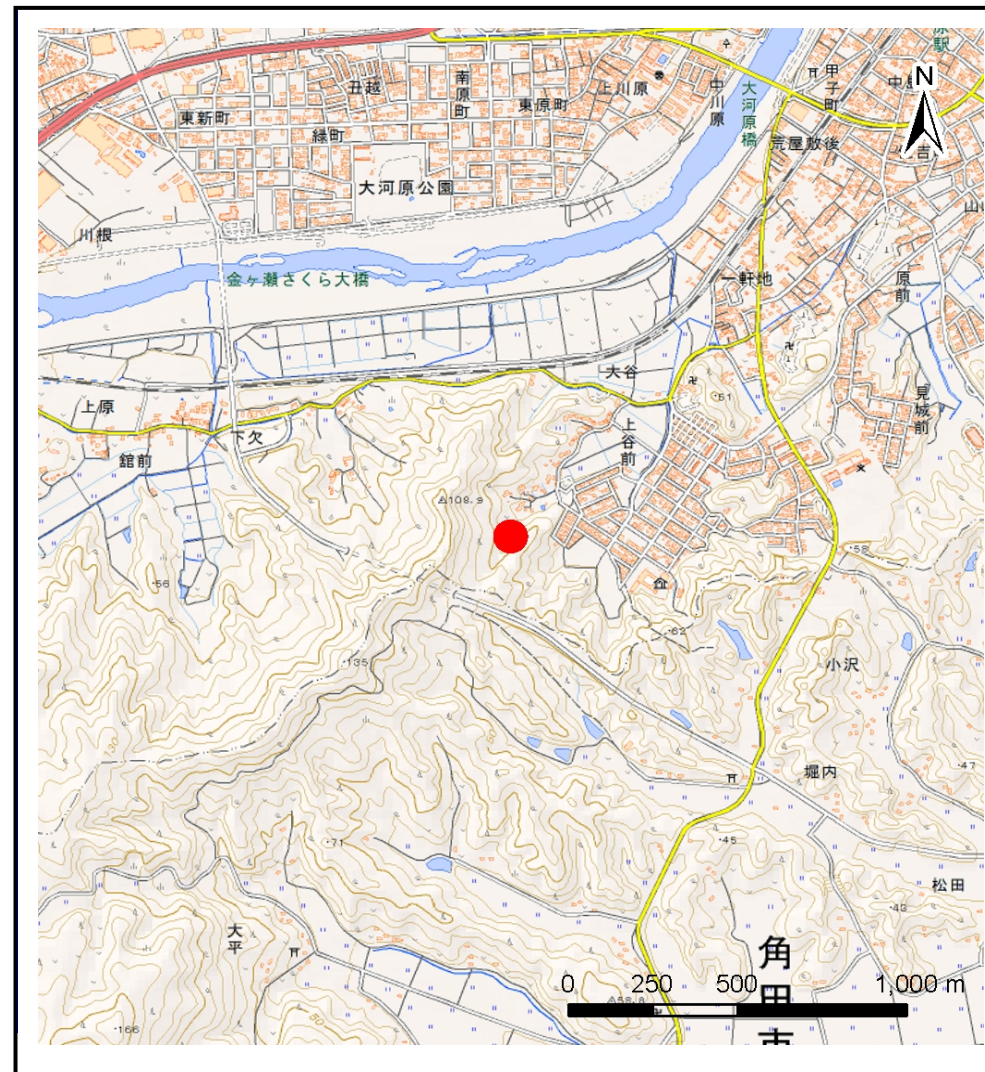 丑越
南原町
東原町
上川原
中川原
大河原橋
甲子町
N
東新町
緑町
荒屋敷後
大河原公園
川根
金ヶ瀬さくら大橋
一軒地
原前
大谷
上原
下欠
舘前
上谷前
・51
見城前
△108.9
・56
・58
・62
・135
小沢
堀内
・47
・71
・45
松田
・43
大平
角田市
0 250 500 1,000 m
・166
50